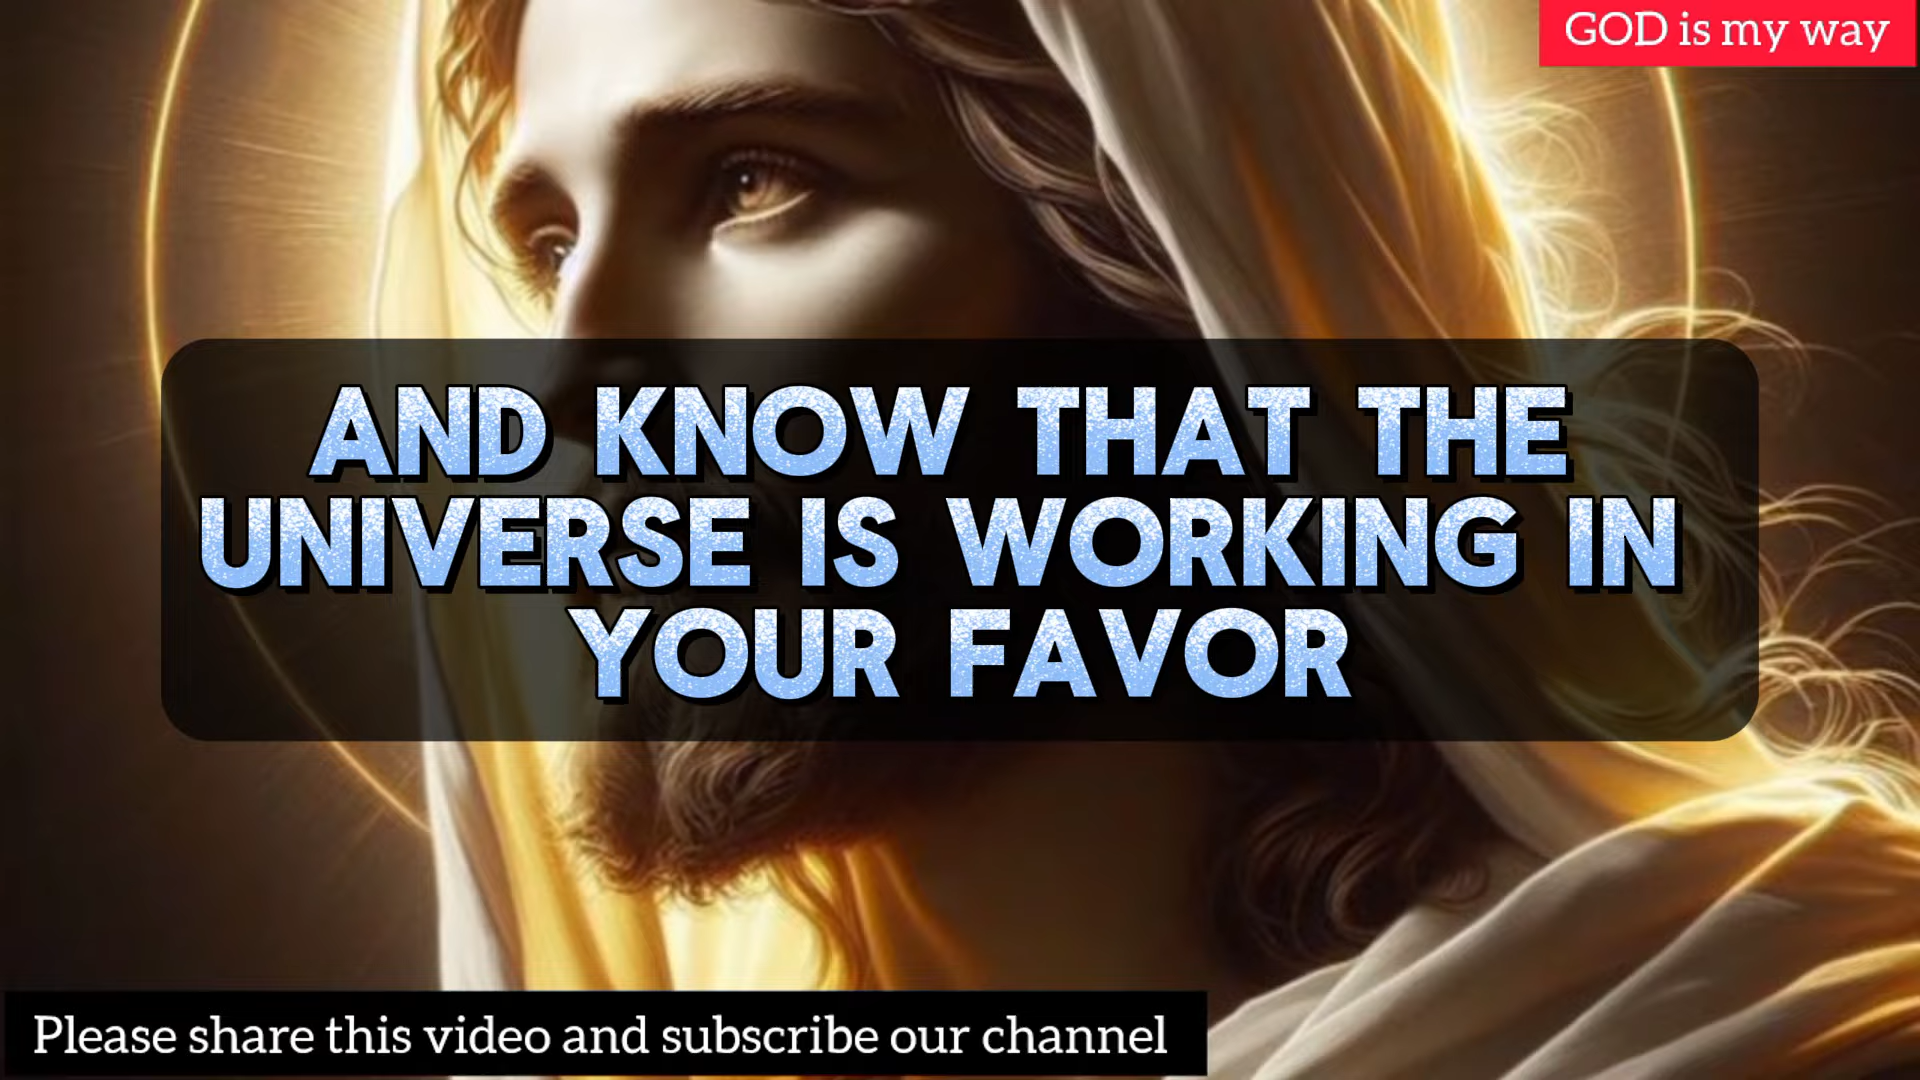 GOD is my way
AND KNOW THAT THE
UNIVERSE IS WORKING IN
YOUR FAVOR
Please share this video and subscribe our channel